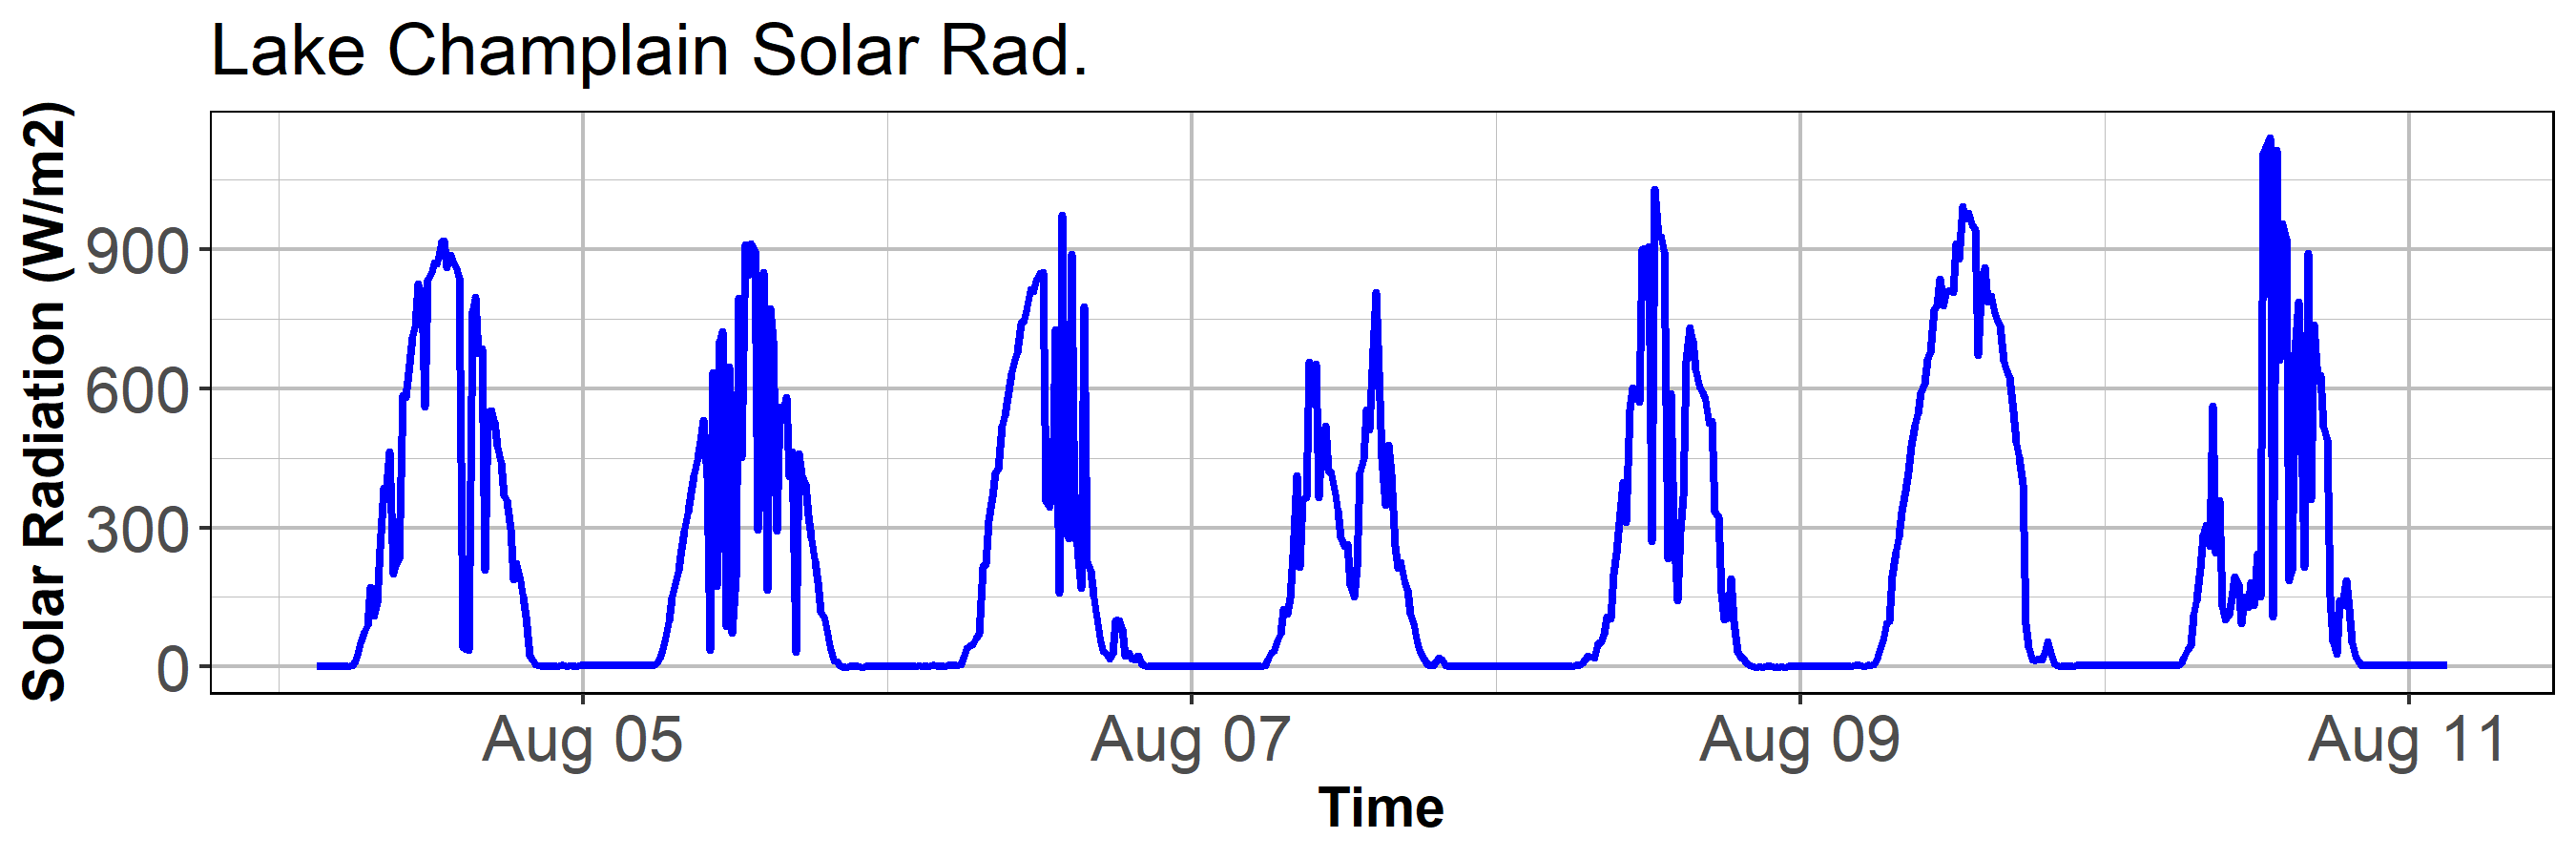 Lake Champlain Solar Rad.
Solar Radiation (W/m2)
900
600
300
0
Aug 05 Aug 07 Aug 09 Aug 11
Time